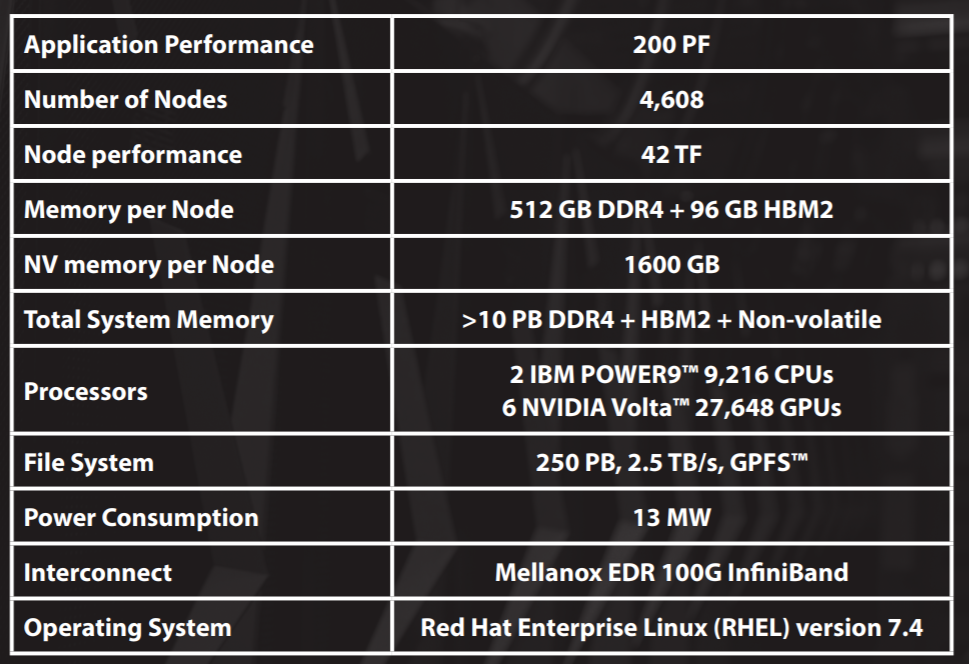 Application Performance
200 PF
Number of Nodes
4,608
Node performance
42 TF
Memory per Node
512 GB DDR4 + 96 GB HBM2
NV memory per Node
1600 GB
Total System Memory
>10 PB DDR4 + HBM2 + Non-volatile
Processors
2 IBM POWER9™ 9,216 CPUs
6 NVIDIA Volta™ 27,648 GPUs
File System
250 PB, 2.5 TB/s, GPFS™
Power Consumption
13 MW
Interconnect
Mellanox EDR 100G InfiniBand
Operating System
Red Hat Enterprise Linux (RHEL) version 7.4